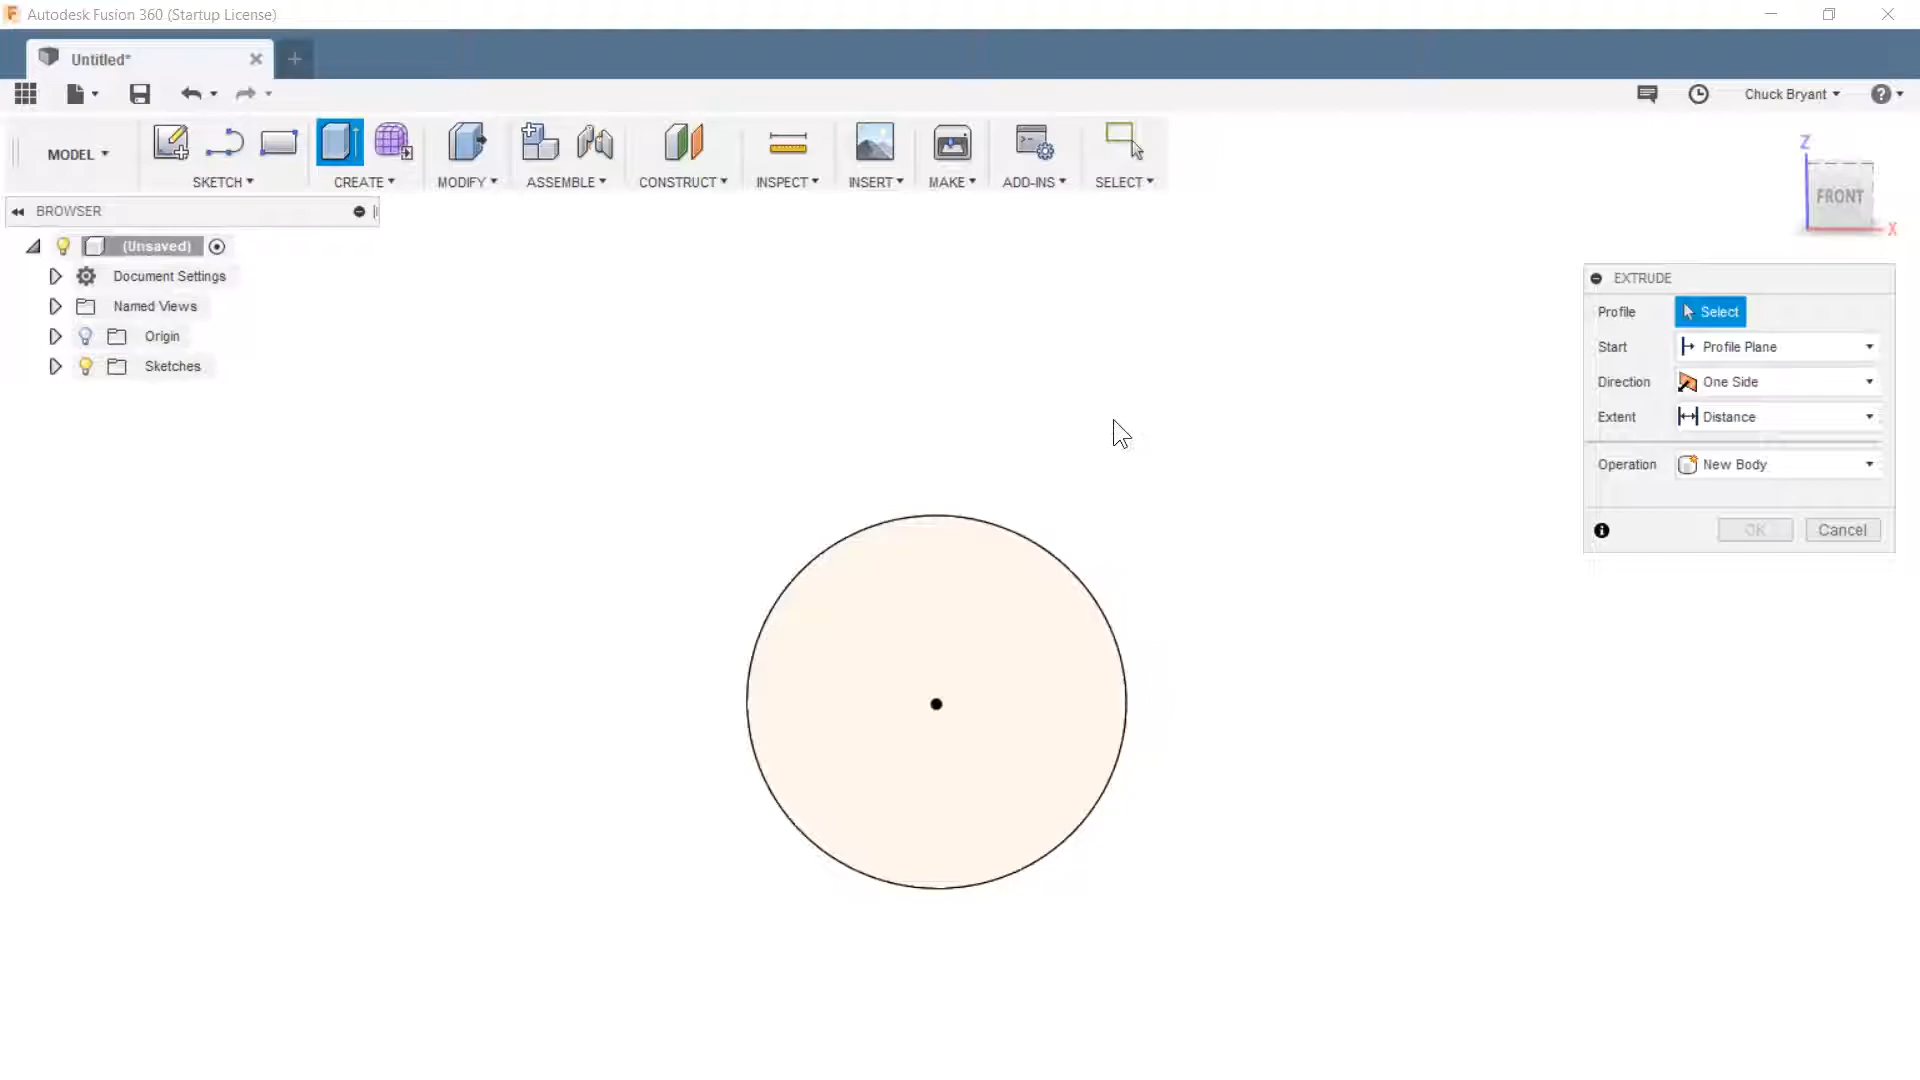 Autodesk Fusion 360 (Startup License)
Untitled*
Chuck Bryant
MODEL
SKETCH
CREATE
MODIFY
ASSEMBLE
CONSTRUCT
INSPECT
INSERT
MAKE
ADD-INS
SELECT
Z
FRONT
X
BROWSER
(Unsaved)
Document Settings
Named Views
Origin
Sketches
EXTRUDE
Profile Select
Start Profile Plane
Direction One Side
Extent Distance
Operation New Body
OK Cancel